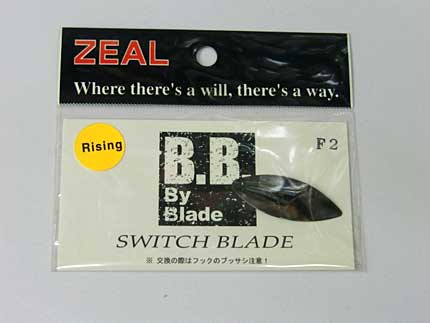 ZEAL
Where there's a will, there's a way.
Rising
B.B
By
Blade
F2
SWITCH BLADE
※ 交換の際はフックのブッサシ注意！